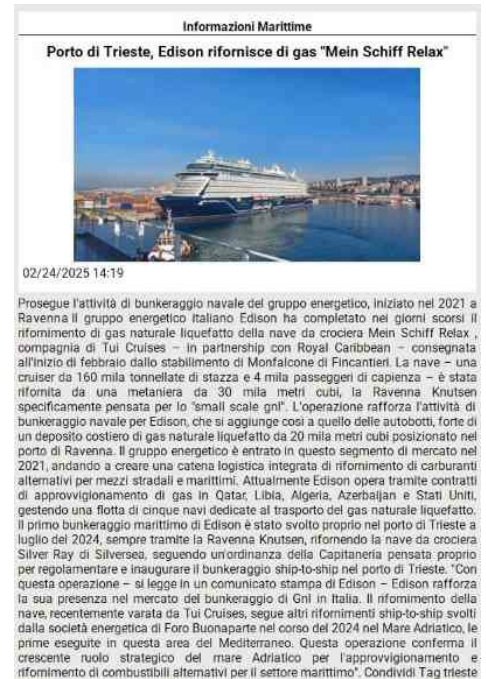 Informazioni Marittime
Porto di Trieste, Edison rifornisce di gas "Mein Schiff Relax"
02/24/2025 14:19
Prosegue l'attività di bunkeraggio navale del gruppo energetico, iniziato nel 2021 a
Ravenna Il gruppo energetico italiano Edison ha completato nei giorni scorsi il
rifornimento di gas naturale liquefatto della nave da crociera Mein Schiff Relax ,
compagnia di Tui Cruises – in partnership con Royal Caribbean – consegnata
all'inizio di febbraio dallo stabilimento di Monfalcone di Fincantieri. La nave – una
cruiser da 160 mila tonnellate di stazza e 4 mila passeggeri di capienza – è stata
rifornita da una metaniera da 30 mila metri cubi, la Ravenna Knutsen
specificamente pensata per lo "small scale gnl". L'operazione rafforza l'attività di
bunkeraggio navale per Edison, che si aggiunge così a quello delle autobotti, forte di
un deposito costiero di gas naturale liquefatto da 20 mila metri cubi posizionato nel
porto di Ravenna. Il gruppo energetico è entrato in questo segmento di mercato nel
2021, andando a creare una catena logistica integrata di rifornimento di carburanti
alternativi per mezzi stradali e marittimi. Attualmente Edison opera tramite contratti
di approvvigionamento di gas in Qatar, Libia, Algeria, Azerbaijan e Stati Uniti,
gestendo una flotta di cinque navi dedicate al trasporto del gas naturale liquefatto.
Il primo bunkeraggio marittimo di Edison è stato svolto proprio nel porto di Trieste a
luglio del 2024, sempre tramite la Ravenna Knutsen, rifornendo la nave da crociera
Silver Ray di Silversea, seguendo un'ordinanza della Capitaneria pensata proprio
per regolamentare e inaugurare il bunkeraggio ship-to-ship nel porto di Trieste. "Con
questa operazione – si legge in un comunicato stampa di Edison – Edison rafforza
la sua presenza nel mercato del bunkeraggio di Gnl in Italia. Il rifornimento della
nave, recentemente varata da Tui Cruises, segue altri rifornimenti ship-to-ship svolti
dalla società energetica di Foro Buonaparte nel corso del 2024 nel Mare Adriatico, le
prime eseguite in questa area del Mediterraneo. Questa operazione conferma il
crescente ruolo strategico del mare Adriatico per l'approvvigionamento e
rifornimento di combustibili alternativi per il settore marittimo". Condividi Tag trieste